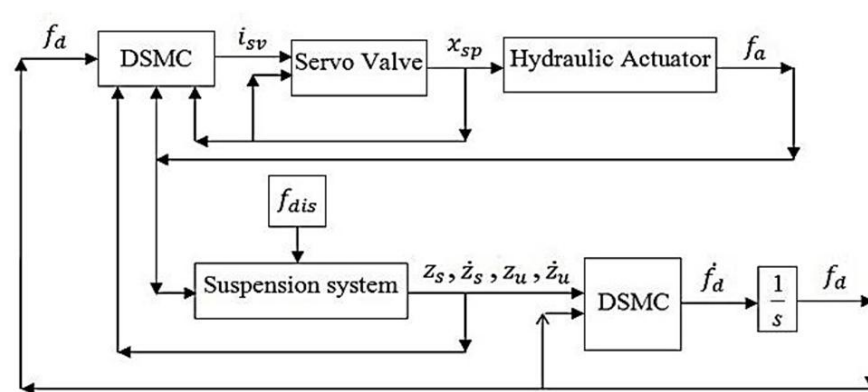 f_d DSMC i_sv Servo Valve x_sp Hydraulic Actuator f_a
f_dis
Suspension system z_s, ż_s, z_u, ż_u DSMC ḟ_d 1/s f_d